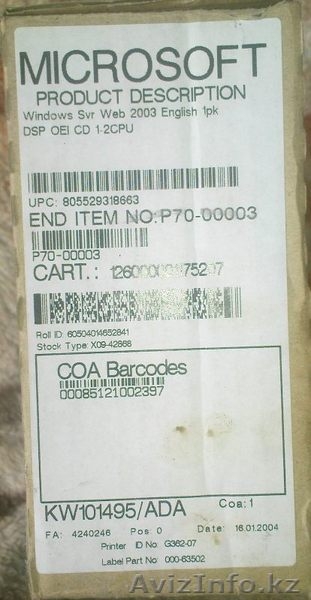 MICROSOFT
PRODUCT DESCRIPTION
Windows Svr Web 2003 English 1pk
DSP OEI CD 1-2CPU
UPC: 805529318663
END ITEM NO: P70-00003
P70-00003
CART.:
Roll ID: 60504014652841
Stock Type: X09-42868
COA Barcodes
00085121002397
KW101495/ADA
Coa: 1
FA: 4240246 Pos: 0 Date: 16.01.2004
Printer ID No: G362-07
Label Part No: 000-63502
AvizInfo.kz